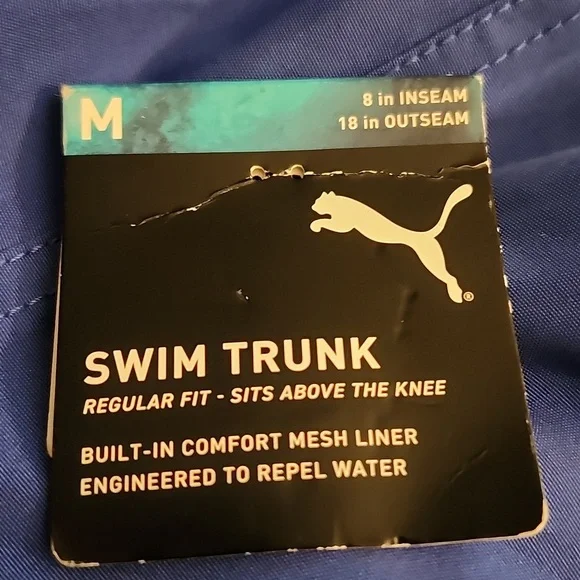 M
8 in INSEAM
18 in OUTSEAM
®
SWIM TRUNK
REGULAR FIT - SITS ABOVE THE KNEE
BUILT-IN COMFORT MESH LINER
ENGINEERED TO REPEL WATER